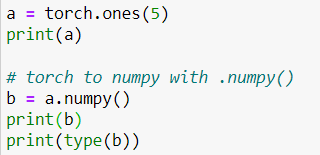 a = torch.ones(5)
print(a)
# torch to numpy with .numpy()
b = a.numpy()
print(b)
print(type(b))